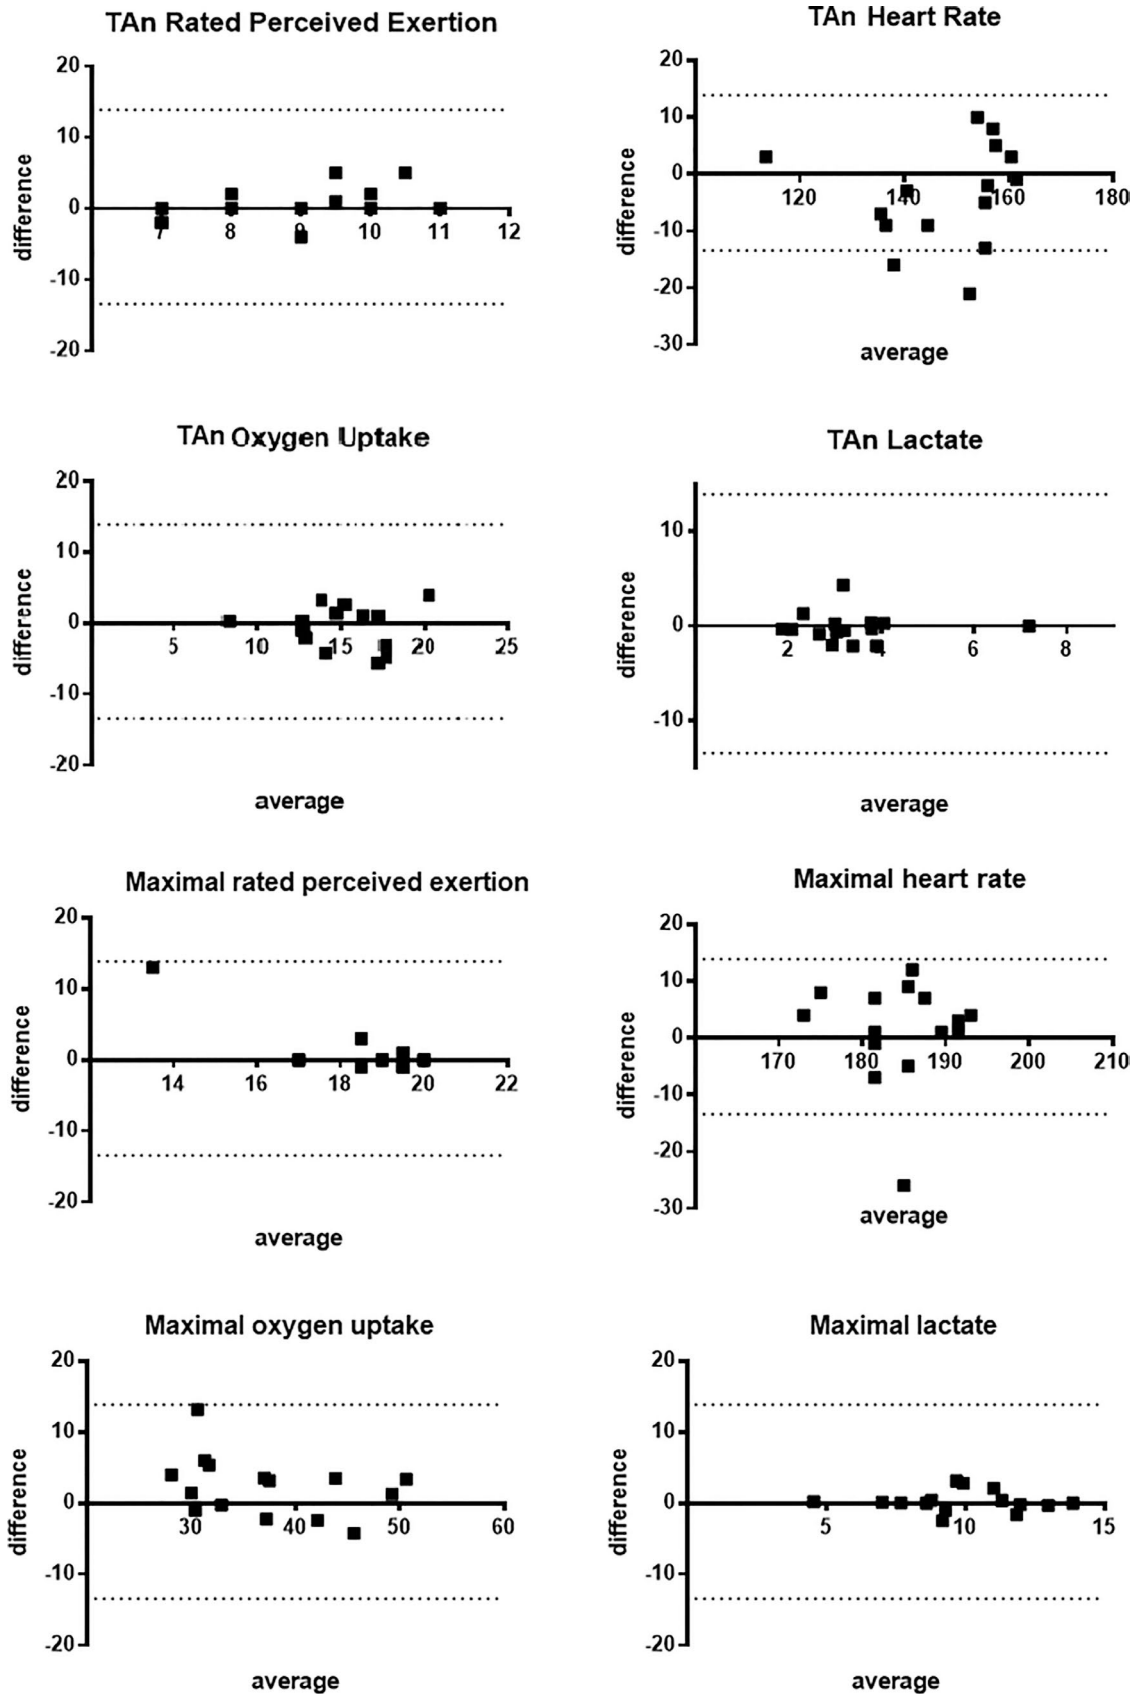 TAn Rated Perceived Exertion
20
10
0
-10
-20
difference
7 8 9 10 11 12
TAn Heart Rate
20
10
0
-10
-20
-30
difference
120 140 160 180
average
TAn Oxygen Uptake
20
10
0
-10
-20
difference
5 10 15 20 25
average
TAn Lactate
10
0
-10
difference
2 4 6 8
average
Maximal rated perceived exertion
20
10
0
-10
-20
difference
14 16 18 20 22
average
Maximal heart rate
20
10
0
-10
-20
-30
difference
170 180 190 200 210
average
Maximal oxygen uptake
20
10
0
-10
-20
difference
30 40 50 60
average
Maximal lactate
20
10
0
-10
-20
difference
5 10 15
average